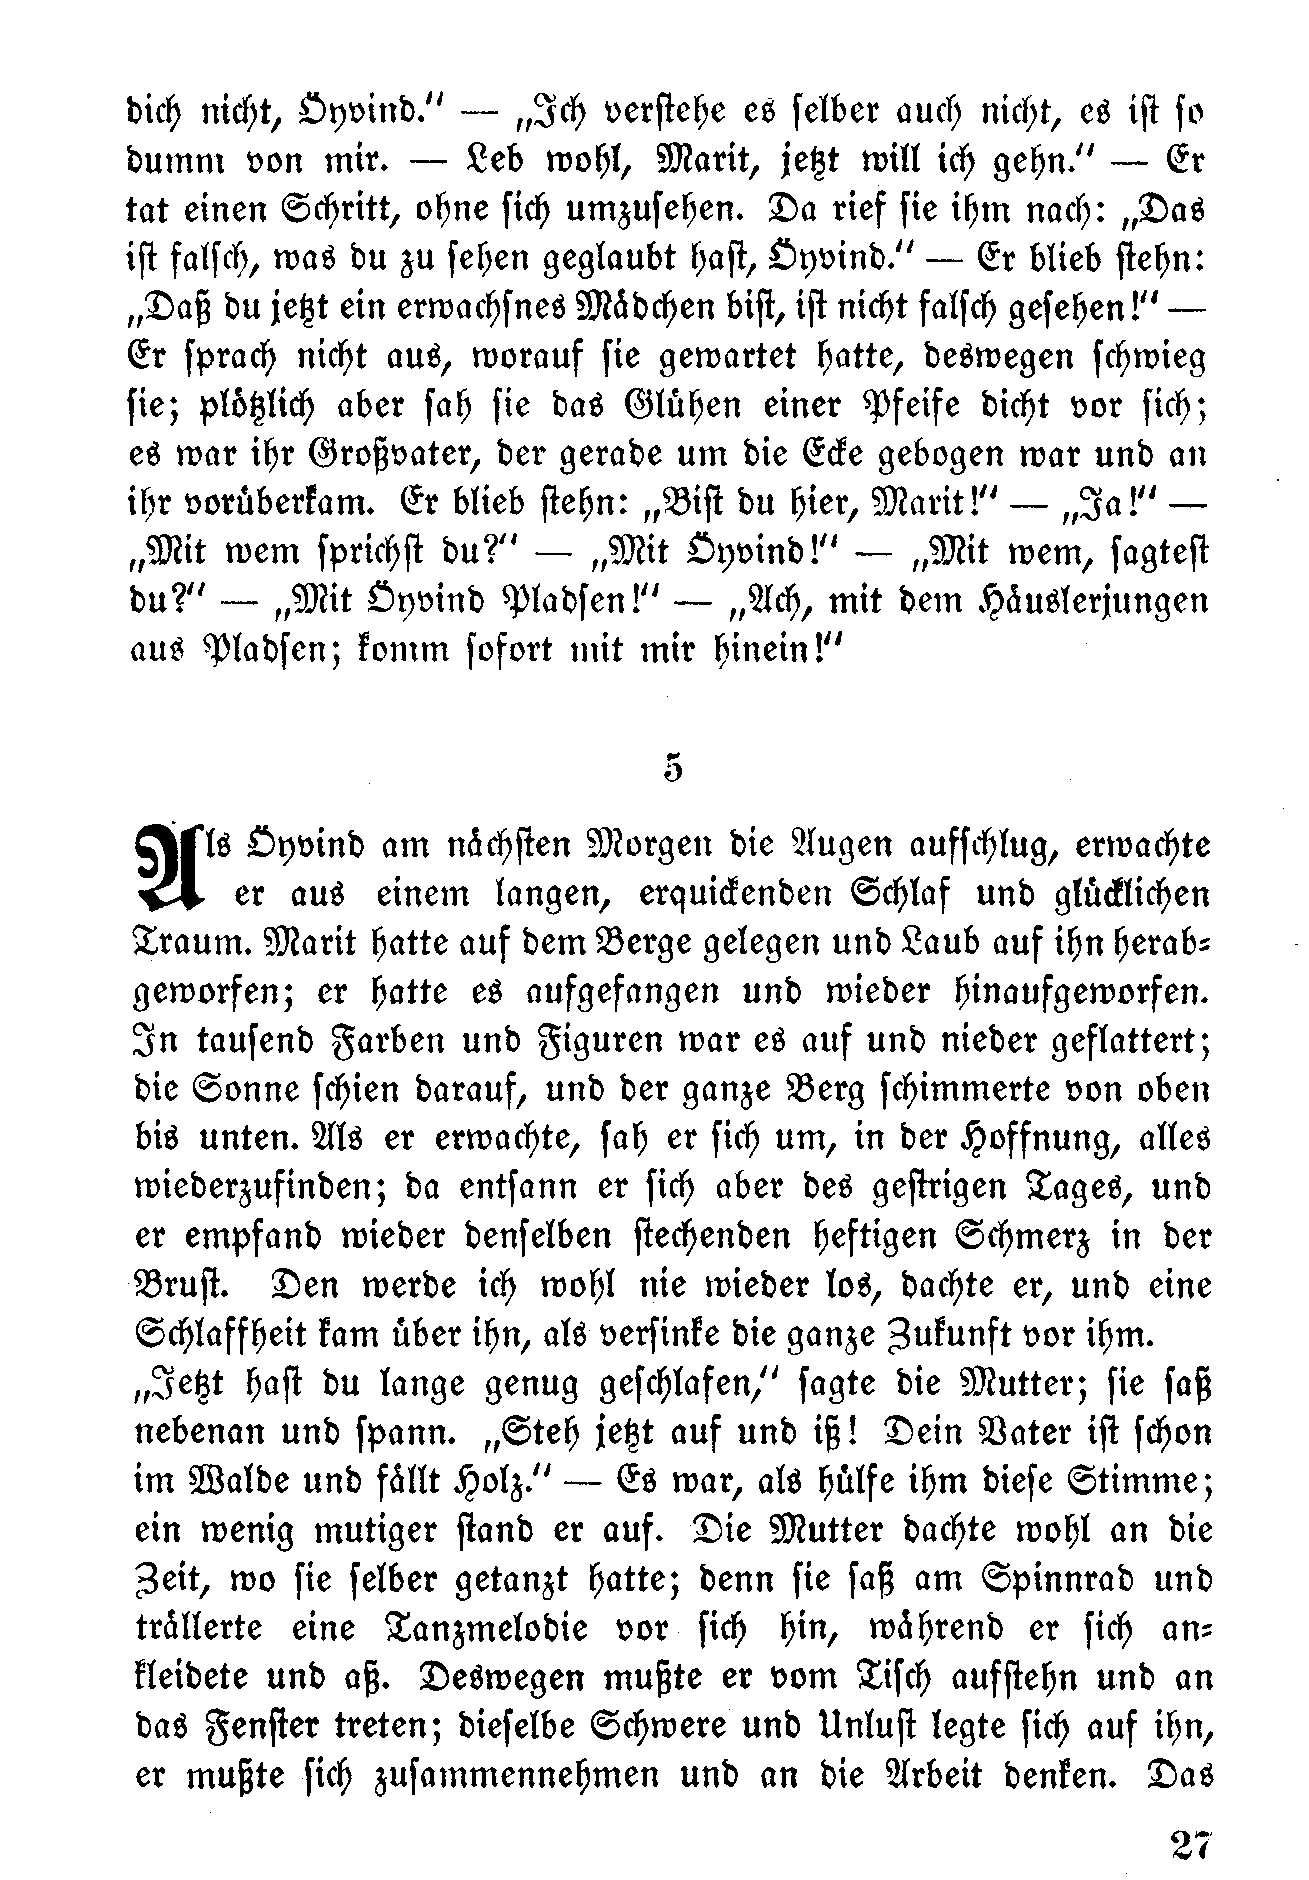 dich nicht, Öyvind.“ — „Ich verstehe es selber auch nicht, es ist so
dumm von mir. — Leb wohl, Marit, jetzt will ich gehn.“ — Er
tat einen Schritt, ohne sich umzusehen. Da rief sie ihm nach: „Das
ist falsch, was du zu sehen geglaubt hast, Öyvind.“ — Er blieb stehn:
„Daß du jetzt ein erwachsnes Mädchen bist, ist nicht falsch gesehen!“ —
Er sprach nicht aus, worauf sie gewartet hatte, deswegen schwieg
sie; plötzlich aber sah sie das Glühen einer Pfeife dicht vor sich;
es war ihr Großvater, der gerade um die Ecke gebogen war und an
ihr vorüberkam. Er blieb stehn: „Bist du hier, Marit!“ — „Ja!“ —
„Mit wem sprichst du?“ — „Mit Öyvind!“ — „Mit wem, sagtest
du?“ — „Mit Öyvind Pladsen!“ — „Ach, mit dem Häuslerjungen
aus Pladsen; komm sofort mit mir hinein!“
5
Als Öyvind am nächsten Morgen die Augen aufschlug, erwachte
er aus einem langen, erquickenden Schlaf und glücklichen
Traum. Marit hatte auf dem Berge gelegen und Laub auf ihn herab-
geworfen; er hatte es aufgefangen und wieder hinaufgeworfen.
In tausend Farben und Figuren war es auf und nieder geflattert;
die Sonne schien darauf, und der ganze Berg schimmerte von oben
bis unten. Als er erwachte, sah er sich um, in der Hoffnung, alles
wiederzufinden; da entsann er sich aber des gestrigen Tages, und
er empfand wieder denselben stechenden heftigen Schmerz in der
Brust. Den werde ich wohl nie wieder los, dachte er, und eine
Schlaffheit kam über ihn, als versinke die ganze Zukunft vor ihm.
„Jetzt hast du lange genug geschlafen,“ sagte die Mutter; sie saß
nebenan und spann. „Steh jetzt auf und iß! Dein Vater ist schon
im Walde und fällt Holz.“ — Es war, als hülfe ihm diese Stimme;
ein wenig mutiger stand er auf. Die Mutter dachte wohl an die
Zeit, wo sie selber getanzt hatte; denn sie saß am Spinnrad und
trällerte eine Tanzmelodie vor sich hin, während er sich an-
kleidete und aß. Deswegen mußte er vom Tisch aufstehn und an
das Fenster treten; dieselbe Schwere und Unlust legte sich auf ihn,
er mußte sich zusammennehmen und an die Arbeit denken. Das
27